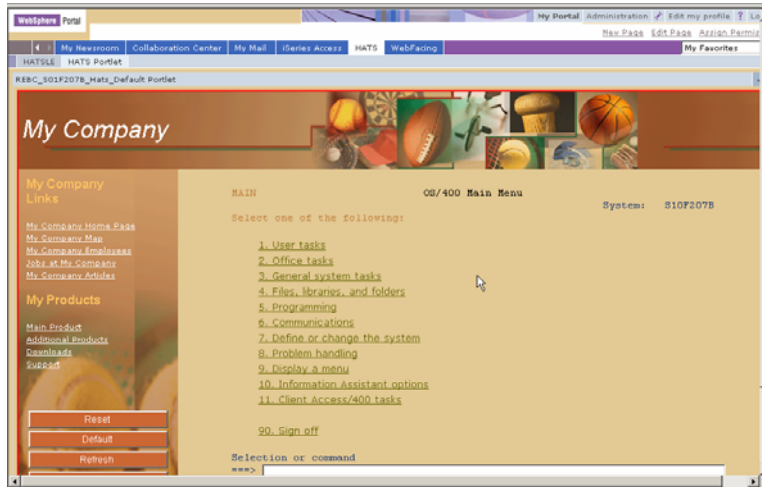 WebSphere Portal
My Portal Administration Edit my profile ? Lo
New Page Edit Page Assign Permis
My Newsroom Collaboration Center My Mail iSeries Access HATS WebFacing My Favorites
HATSLE HATS Portlet
REBC_S01F207B_Hats_Default Portlet
My Company
My Company
Links
My Company Home Page
My Company Map
My Company Employees
Jobs at My Company
My Company Articles
My Products
Main Product
Additional Products
Downloads
Support
Reset
Default
Refresh
MAIN OS/400 Main Menu
System: S10F207B
Select one of the following:
1. User tasks
2. Office tasks
3. General system tasks
4. Files, libraries, and folders
5. Programming
6. Communications
7. Define or change the system
8. Problem handling
9. Display a menu
10. Information Assistant options
11. Client Access/400 tasks
90. Sign off
Selection or command
===>